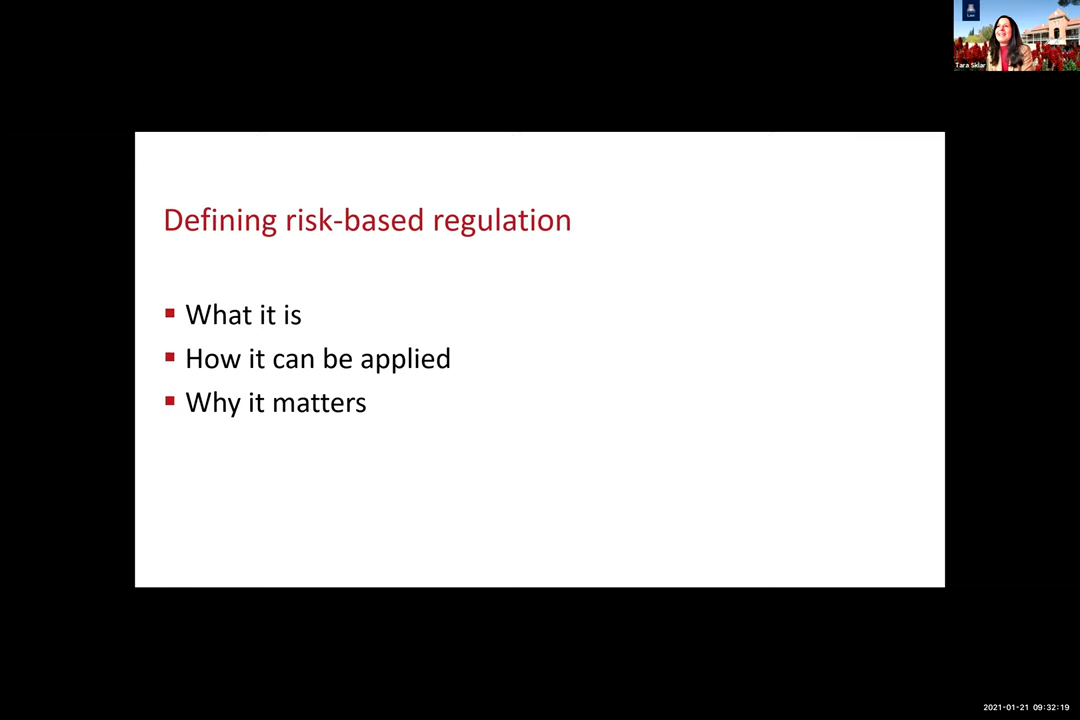 Law
Tara Sklar
Defining risk-based regulation
What it is
How it can be applied
Why it matters
2021-01-21 09:32:19